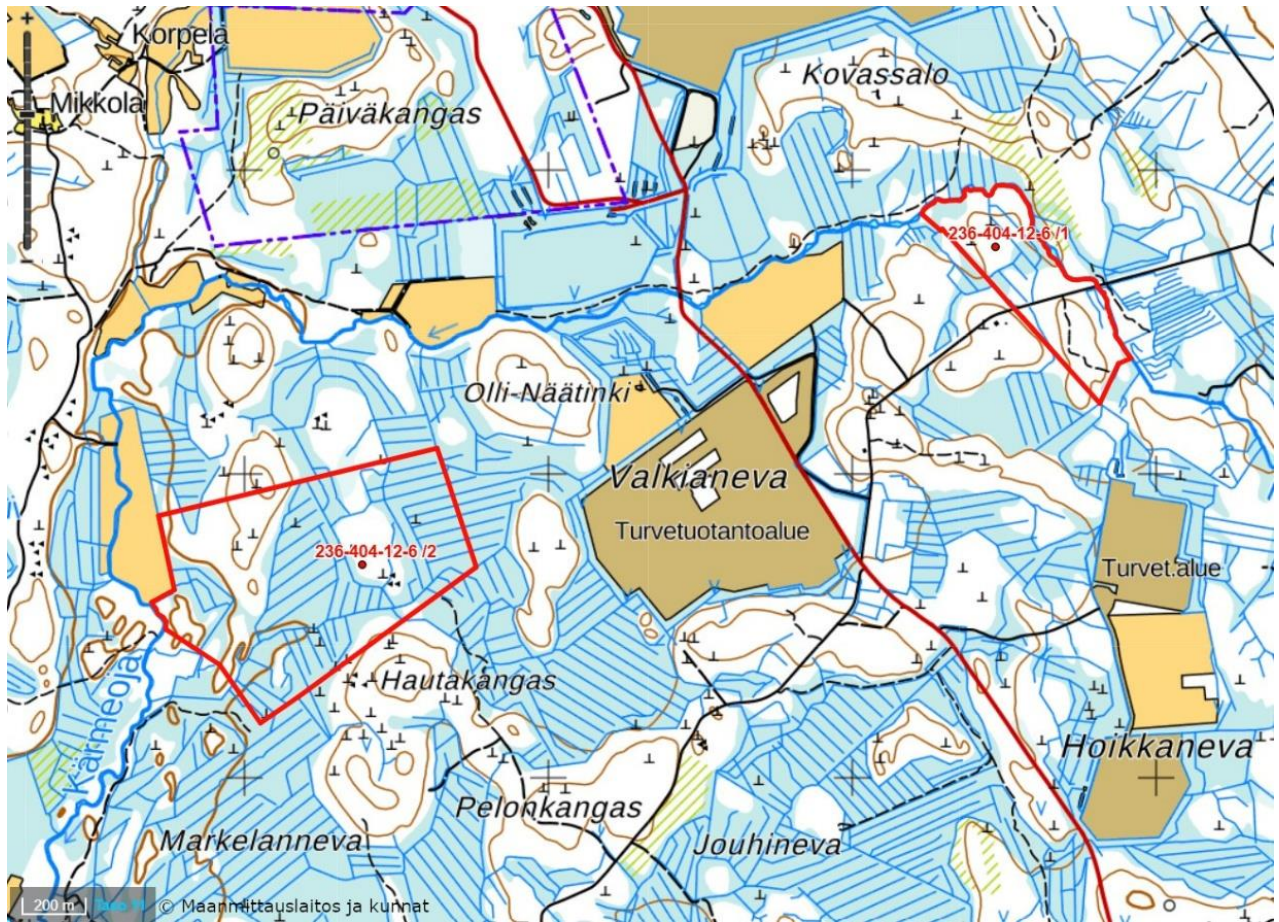 Korpela
Kovassalo
Mikkola
Päiväkangas
236-404-12-6 /1
Olli-Näätinki
Valkianeva
Turvetuotantoalue
236-404-12-6 /2
Turvet.alue
Hautakangas
Kärmeoja
Hoikkaneva
Pelonkangas
Markelanneva
Jouhineva
200 m
© Maanmittauslaitos ja kunnat